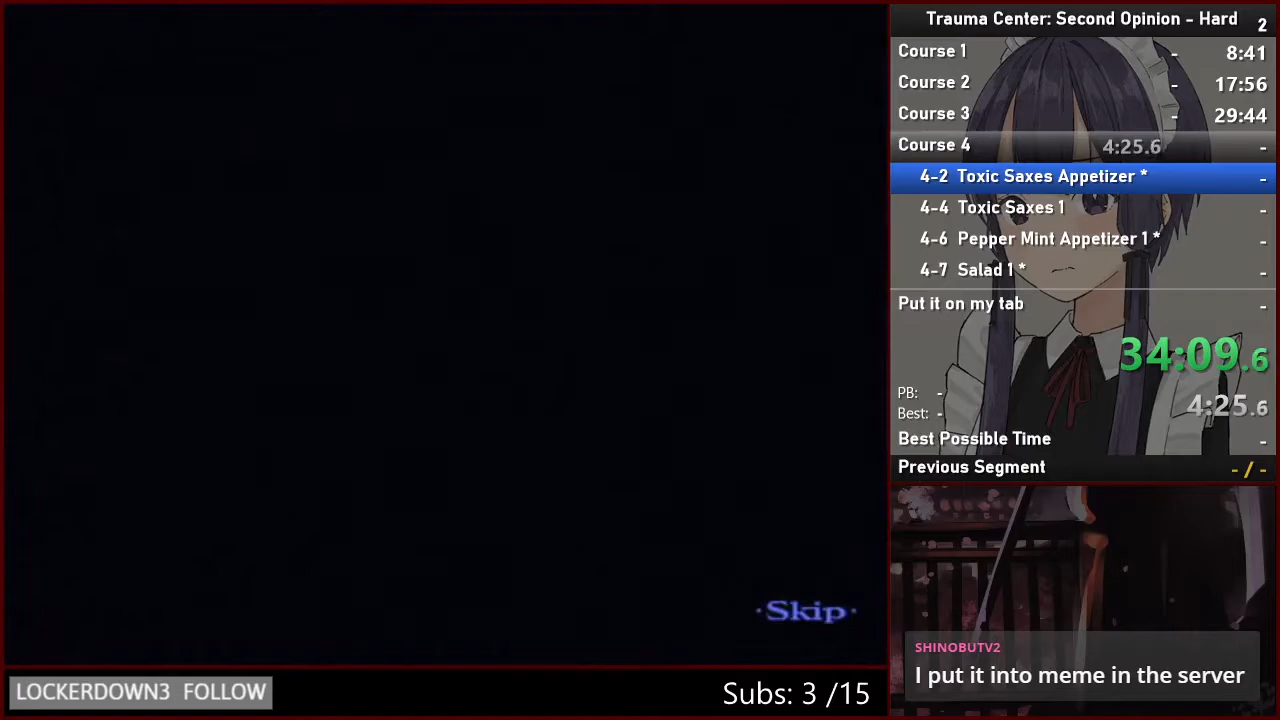 ·Skip·
LOCKERDOWN3 FOLLOW
Subs: 3 /15
Trauma Center: Second Opinion - Hard 2
Course 1 - 8:41
Course 2 - 17:56
Course 3 - 29:44
Course 4 4:25.6 -
4-2 Toxic Saxes Appetizer * -
4-4 Toxic Saxes 1 -
4-6 Pepper Mint Appetizer 1 * -
4-7 Salad 1 * -
Put it on my tab -
34:09.6
PB: -
4:25.6
Best: -
Best Possible Time -
Previous Segment - / -
SHINOBUTV2
I put it into meme in the server